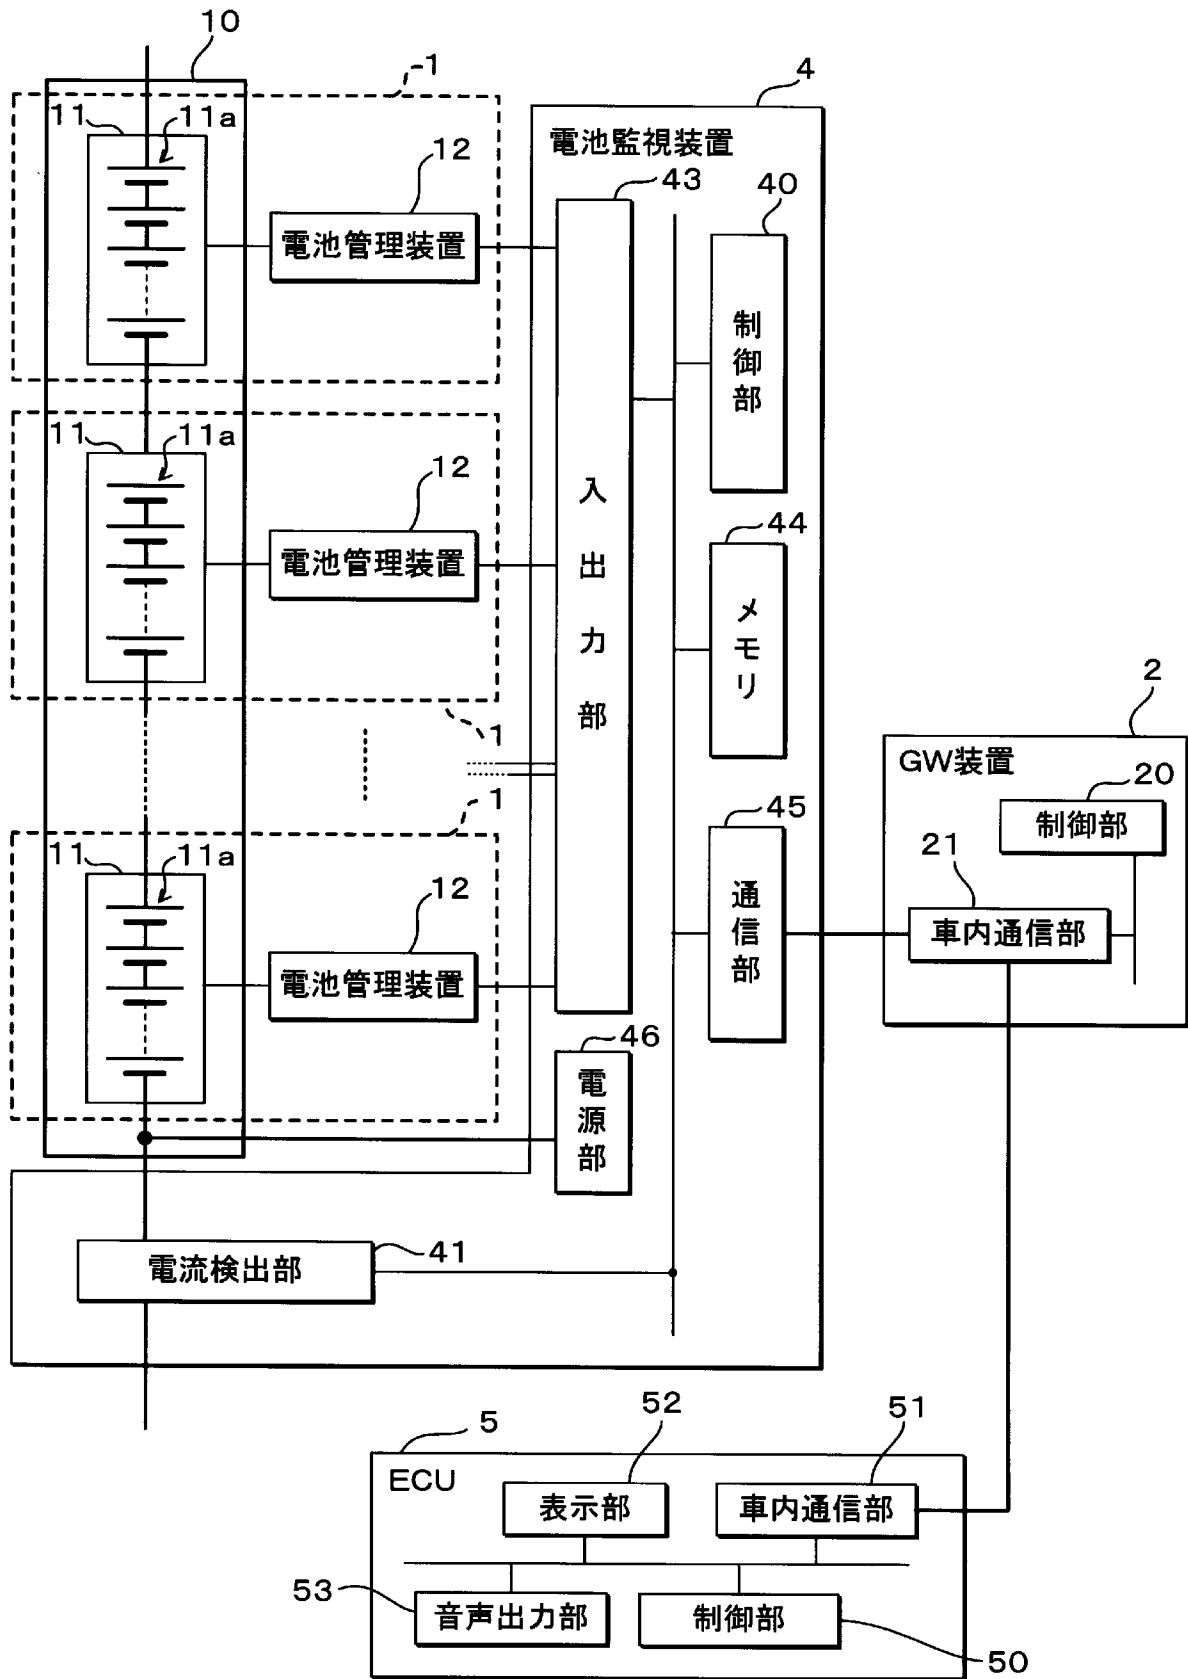 10
1
4
11
11a
電池監視装置
12
43
40
電池管理装置
制御部
11
11a
12
入出力部
44
電池管理装置
メモリ
1
2
GW装置
1
20
45
制御部
11
11a
21
12
通信部
車内通信部
電池管理装置
46
電源部
41
電流検出部
52
51
5
ECU
表示部
車内通信部
53
音声出力部
制御部
50